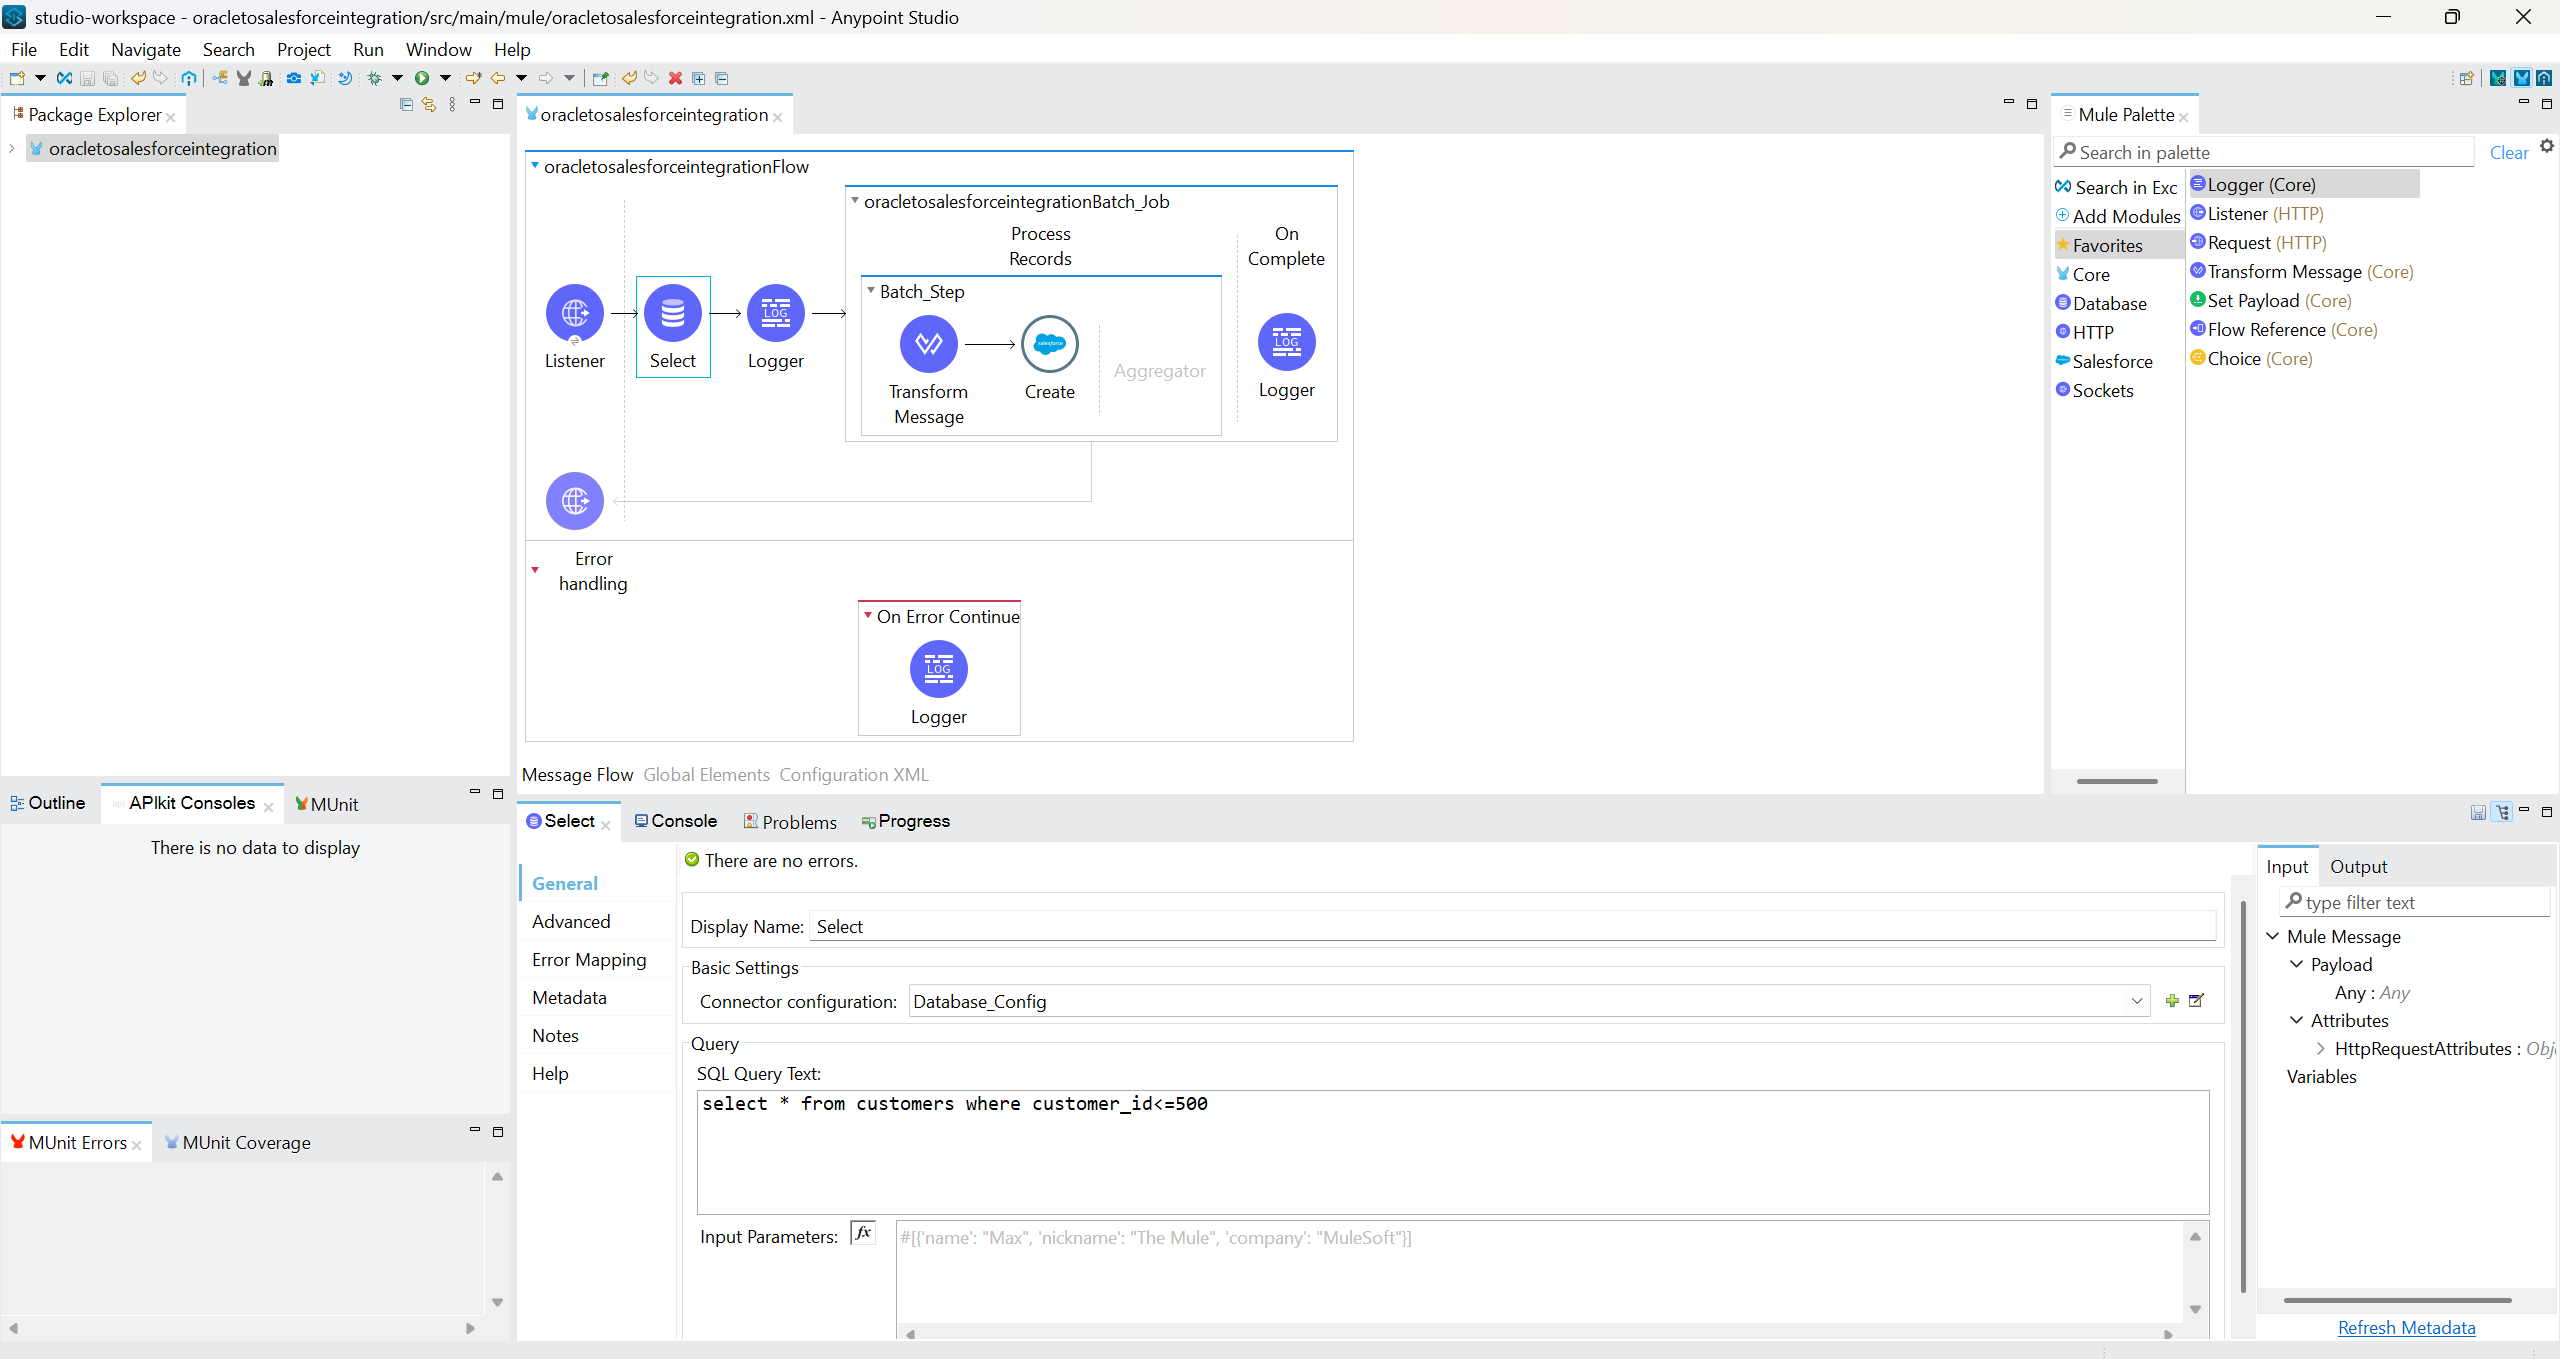 studio-workspace - oracletosalesforceintegration/src/main/mule/oracletosalesforceintegration.xml - Anypoint Studio
File Edit Navigate Search Project Run Window Help
Package Explorer
oracletosalesforceintegration
oracletosalesforceintegration
oracletosalesforceintegrationFlow
oracletosalesforceintegrationBatch_Job
Process
Records
On
Complete
Batch_Step
Listener
Select
LOG
Logger
Transform
Message
salesforce
Create
Aggregator
LOG
Logger
Error
handling
On Error Continue
LOG
Logger
Message Flow Global Elements Configuration XML
Mule Palette
Search in palette
Clear
Search in Exc
Add Modules
Favorites
Core
Database
HTTP
Salesforce
Sockets
Logger (Core)
Listener (HTTP)
Request (HTTP)
Transform Message (Core)
Set Payload (Core)
Flow Reference (Core)
Choice (Core)
Outline
APIkit Consoles
MUnit
There is no data to display
MUnit Errors
MUnit Coverage
Select
Console
Problems
Progress
General
Advanced
Error Mapping
Metadata
Notes
Help
There are no errors.
Display Name: Select
Basic Settings
Connector configuration: Database_Config
Query
SQL Query Text:
select * from customers where customer_id<=500
Input Parameters: fx #[{'name': "Max", 'nickname': "The Mule", 'company': "MuleSoft"}]
Input Output
type filter text
Mule Message
Payload
Any : Any
Attributes
HttpRequestAttributes : Obj
Variables
Refresh Metadata